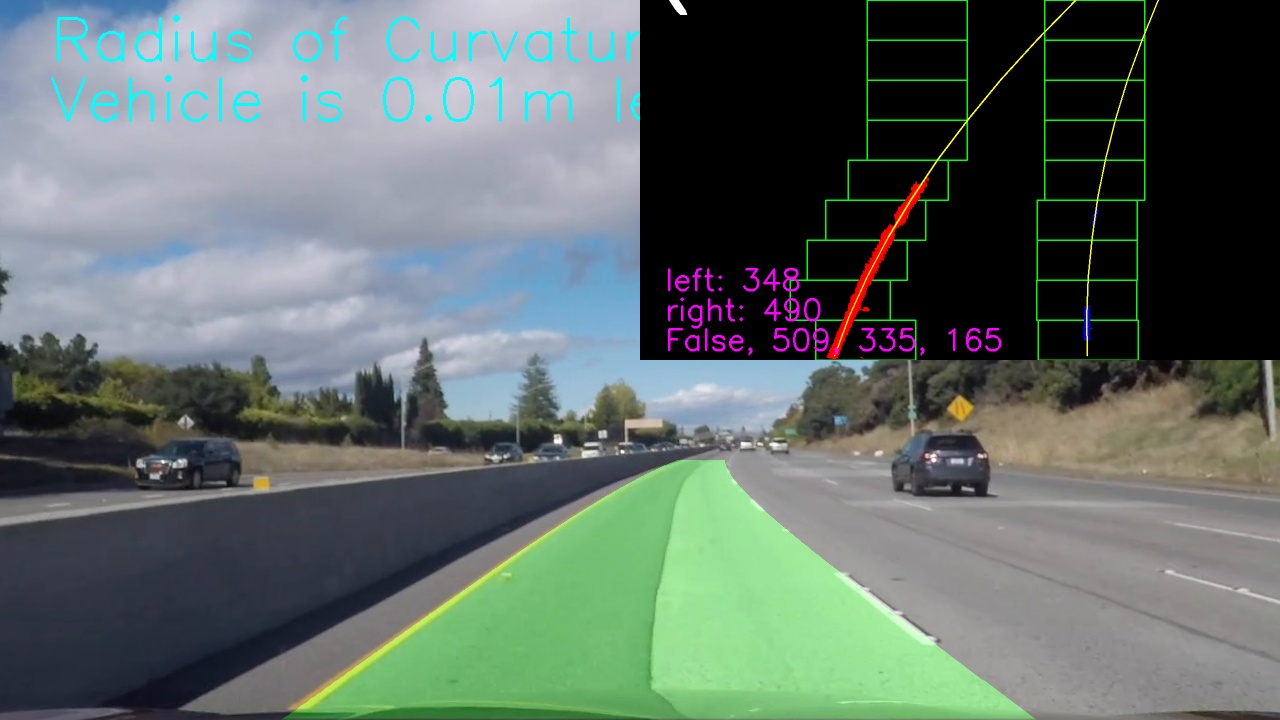 Radius of Curvatur
Vehicle is 0.01m le
left: 348
right: 490
False, 509, 335, 165